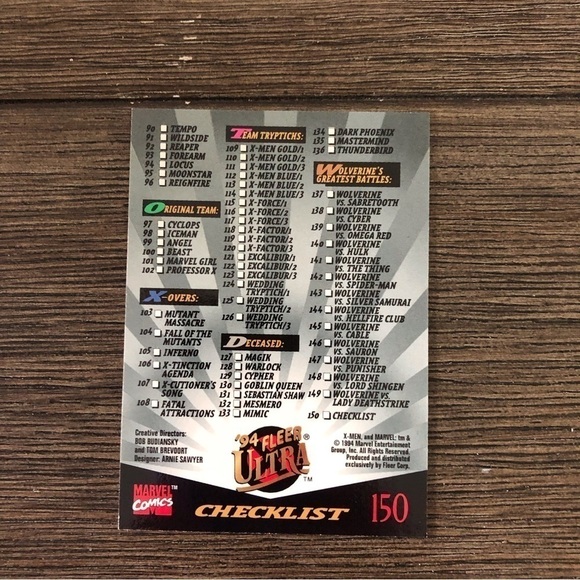 90 TEMPO
91 WILDSIDE
92 REAPER
93 FOREARM
94 LOCUS
95 MOONSTAR
96 REIGNFIRE
ORIGINAL TEAM:
97 CYCLOPS
98 ICEMAN
99 ANGEL
100 BEAST
101 MARVEL GIRL
102 PROFESSOR X
X-OVERS:
103 MUTANT
MASSACRE
104 FALL OF THE
MUTANTS
105 INFERNO
106 X-TINCTION
AGENDA
107 X-CUTIONER'S
SONG
108 FATAL
ATTRACTIONS
TEAM TRYPTICHS:
109 X-MEN GOLD/1
110 X-MEN GOLD/2
111 X-MEN GOLD/3
112 X-MEN BLUE/1
113 X-MEN BLUE/2
114 X-MEN BLUE/3
115 X-FORCE/1
116 X-FORCE/2
117 X-FORCE/3
118 X-FACTOR/1
119 X-FACTOR/2
120 X-FACTOR/3
121 EXCALIBUR/1
122 EXCALIBUR/2
123 EXCALIBUR/3
124 WEDDING
TRYPTICH/1
125 WEDDING
TRYPTICH/2
126 WEDDING
TRYPTICH/3
DECEASED:
127 MAGIK
128 WARLOCK
129 CYPHER
130 GOBLIN QUEEN
131 SEBASTIAN SHAW
132 MESMERO
133 MIMIC
134 DARK PHOENIX
135 MASTERMIND
136 THUNDERBIRD
WOLVERINE'S
GREATEST BATTLES:
137 WOLVERINE
VS. SABRETOOTH
138 WOLVERINE
VS. CYBER
139 WOLVERINE
VS. OMEGA RED
140 WOLVERINE
VS. HULK
141 WOLVERINE
VS. THE THING
142 WOLVERINE
VS. SPIDER-MAN
143 WOLVERINE
VS. SILVER SAMURAI
144 WOLVERINE
VS. HELLFIRE CLUB
145 WOLVERINE
VS. CABLE
146 WOLVERINE
VS. SAURON
147 WOLVERINE
VS. PUNISHER
148 WOLVERINE
VS. LORD SHINGEN
149 WOLVERINE VS.
LADY DEATHSTRIKE
150 CHECKLIST
Creative Directors:
BOB BUDIANSKY
and TOM BREVOORT
Designer: ARNIE SAWYER
'94 FLEER
ULTRA®
TM
X-MEN, and MARVEL: tm &
© 1994 Marvel Entertainment
Group, Inc. All Rights Reserved.
Produced and distributed
exclusively by Fleer Corp.
MARVEL™
COMICS
CHECKLIST
150